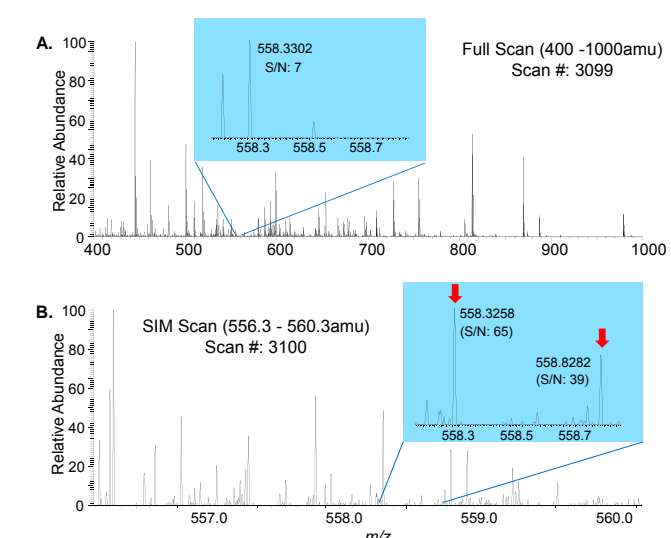 A.
Relative Abundance
100
80
60
40
20
0
558.3302
S/N: 7
558.3 558.5 558.7
Full Scan (400 -1000amu)
Scan #: 3099
400 500 600 700 800 900 1000
B.
Relative Abundance
100
80
60
40
20
0
SIM Scan (556.3 - 560.3amu)
Scan #: 3100
558.3258
(S/N: 65)
558.8282
(S/N: 39)
558.3 558.5 558.7
557.0 558.0 559.0 560.0
m/z